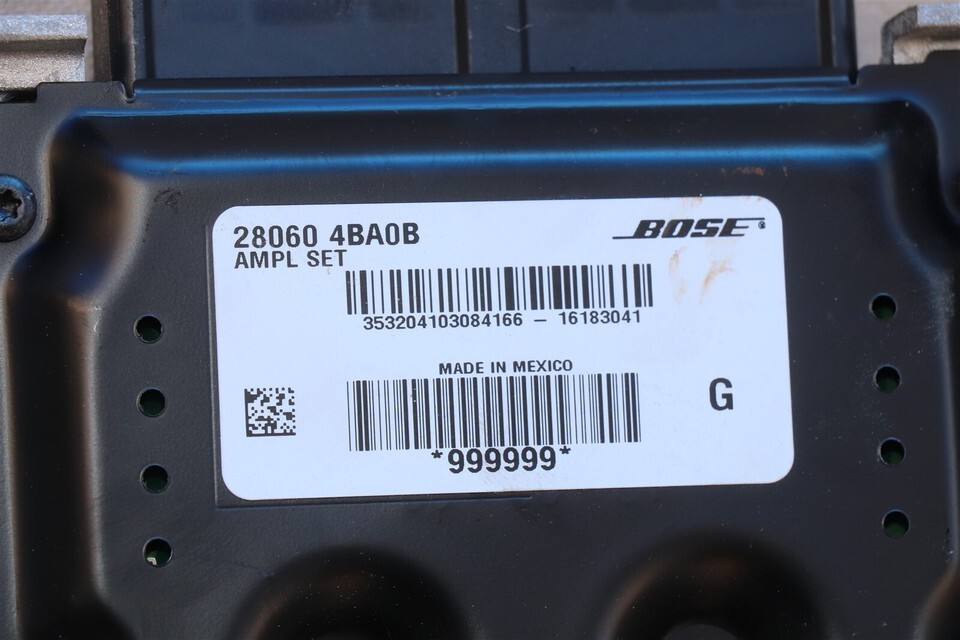 28060 4BA0B
BOSE®
AMPL SET
353204103084166 – 16183041
MADE IN MEXICO
G
*999999*